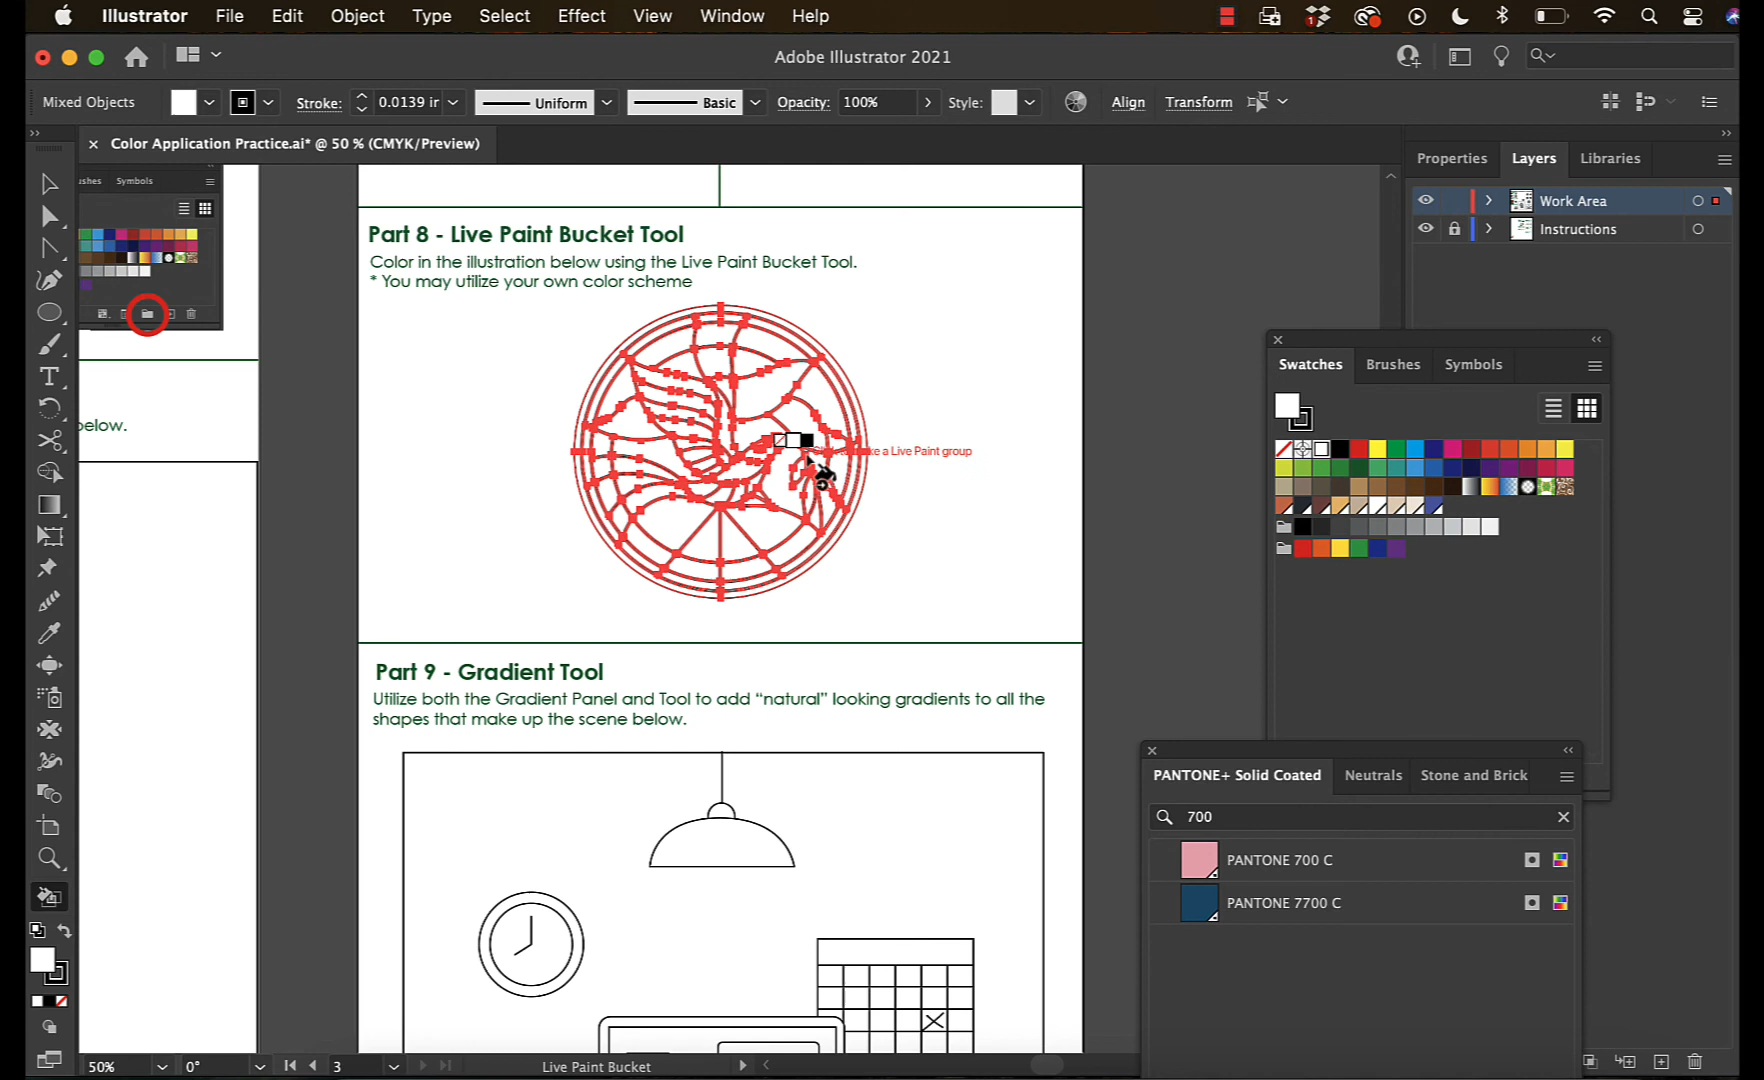 Illustrator File Edit Object Type Select Effect View Window Help
Adobe Illustrator 2021
Mixed Objects Stroke: 0.0139 in Uniform Basic Opacity: 100% Style: Align Transform
Color Application Practice.ai* @ 50 % (CMYK/Preview)
Properties Layers Libraries
Symbols
Work Area
Instructions
Part 8 - Live Paint Bucket Tool
Color in the illustration below using the Live Paint Bucket Tool.
* You may utilize your own color scheme
Swatches Brushes Symbols
below.
a Live Paint group
Part 9 - Gradient Tool
Utilize both the Gradient Panel and Tool to add “natural” looking gradients to all the
shapes that make up the scene below.
PANTONE+ Solid Coated Neutrals Stone and Brick
700
PANTONE 700 C
PANTONE 7700 C
50% 0° 3 Live Paint Bucket